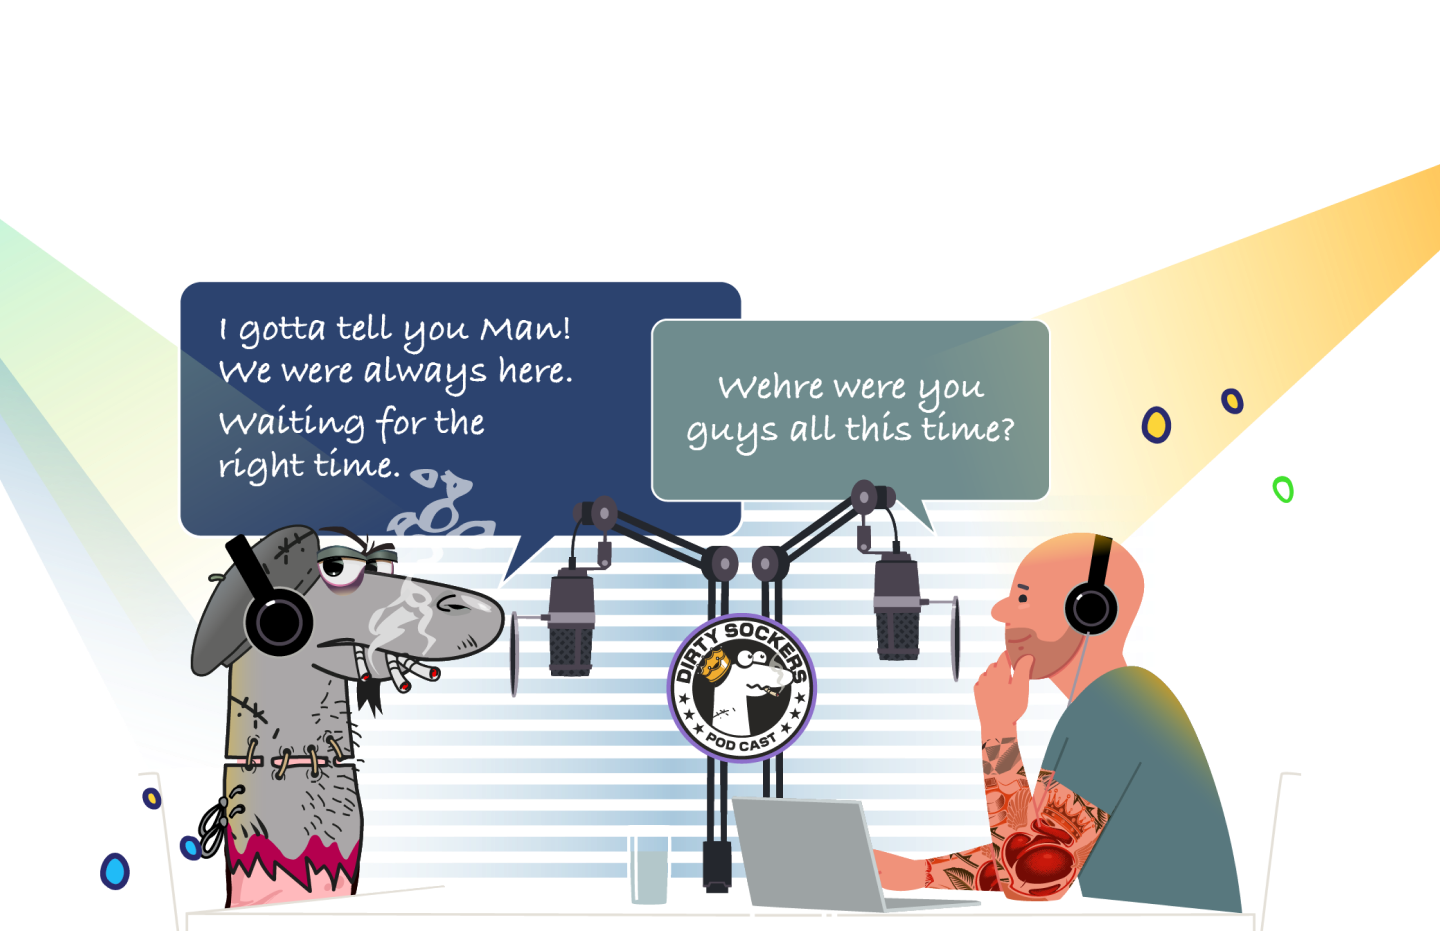 I gotta tell you Man!
We were always here.
Waiting for the
right time.
Wehre were you
guys all this time?
DIRTY SOCKERS
POD CAST